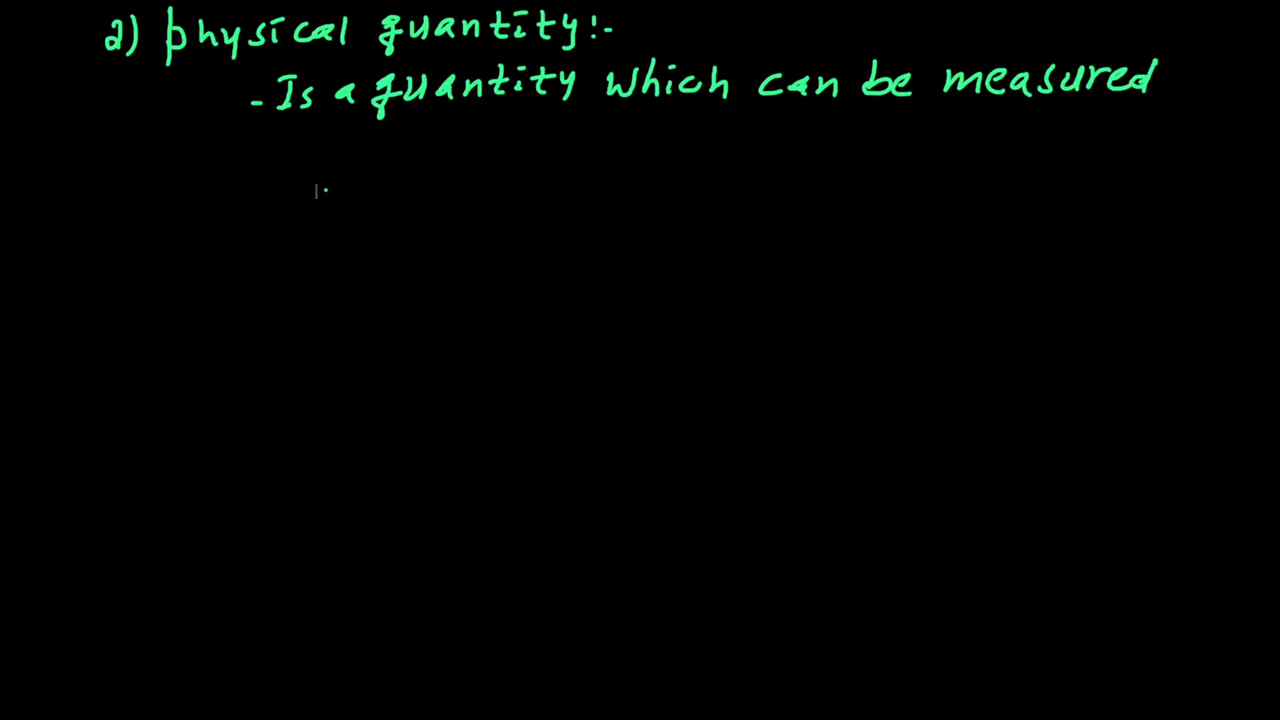 2) physical quantity:-
- Is a quantity which can be measured